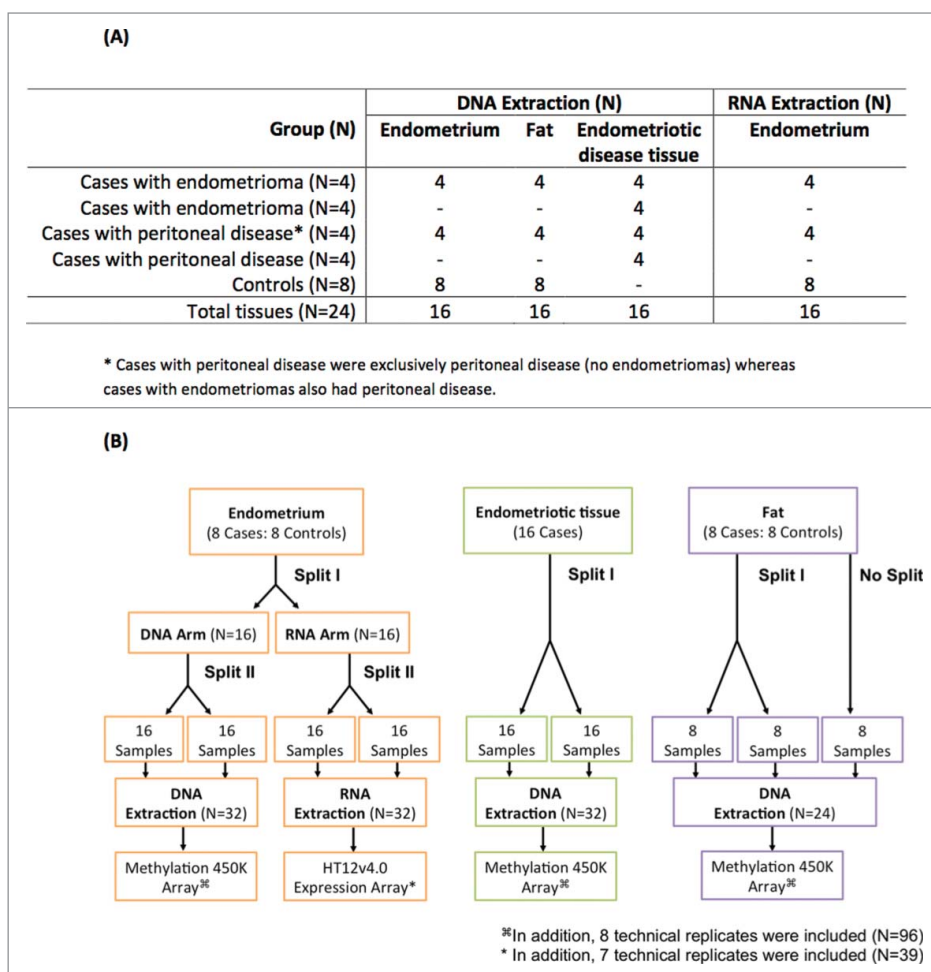 (A)
DNA Extraction (N) RNA Extraction (N)
Group (N) Endometrium Fat Endometriotic disease tissue Endometrium
Cases with endometrioma (N=4) 4 4 4 4
Cases with endometrioma (N=4) - - 4 -
Cases with peritoneal disease* (N=4) 4 4 4 4
Cases with peritoneal disease (N=4) - - 4 -
Controls (N=8) 8 8 - 8
Total tissues (N=24) 16 16 16 16
* Cases with peritoneal disease were exclusively peritoneal disease (no endometriomas) whereas
cases with endometriomas also had peritoneal disease.
(B)
Endometrium
(8 Cases: 8 Controls)
Split I
DNA Arm (N=16)
RNA Arm (N=16)
Split II
Split II
16
Samples
16
Samples
16
Samples
16
Samples
DNA
Extraction (N=32)
RNA
Extraction (N=32)
Methylation 450K
Array⌘
HT12v4.0
Expression Array*
Endometriotic tissue
(16 Cases)
Split I
16
Samples
16
Samples
DNA
Extraction (N=32)
Methylation 450K
Array⌘
Fat
(8 Cases: 8 Controls)
Split I
No Split
8
Samples
8
Samples
8
Samples
DNA
Extraction (N=24)
Methylation 450K
Array⌘
⌘In addition, 8 technical replicates were included (N=96)
* In addition, 7 technical replicates were included (N=39)